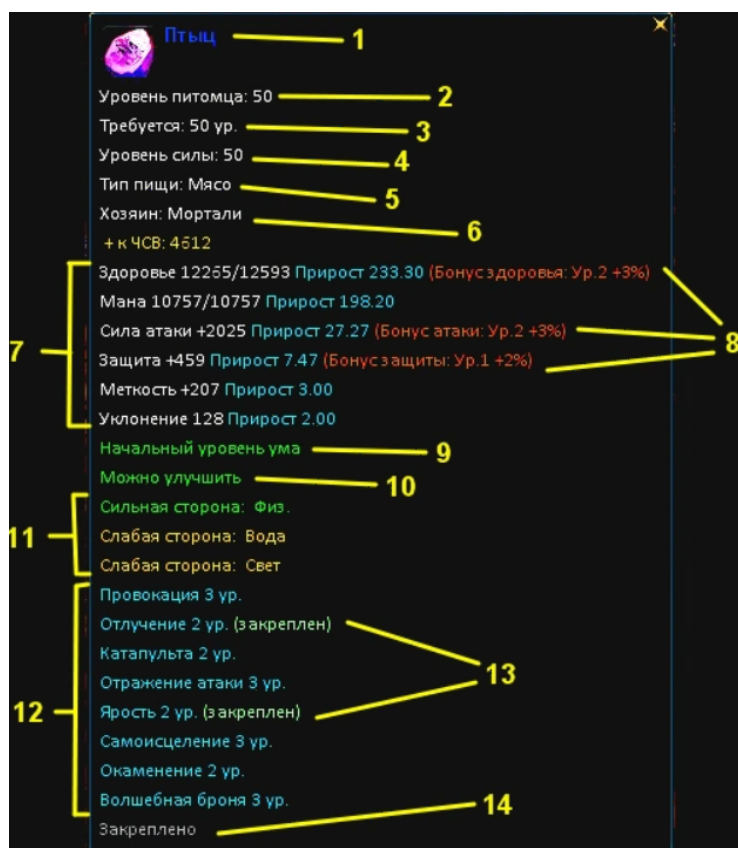 Птыц 1
Уровень питомца: 50 2
Требуется: 50 ур. 3
Уровень силы: 50 4
Тип пищи: Мясо 5
Хозяин: Мортали 6
+ к ЧСВ: 4612
Здоровье 12265/12593 Прирост 233.30 (Бонус здоровья: Ур.2 +3%)
Мана 10757/10757 Прирост 198.20
Сила атаки +2025 Прирост 27.27 (Бонус атаки: Ур.2 +3%) 8
7 Защита +459 Прирост 7.47 (Бонус защиты: Ур.1 +2%)
Меткость +207 Прирост 3.00
Уклонение 128 Прирост 2.00
Начальный уровень ума 9
Можно улучшить 10
Сильная сторона: Физ.
11 Слабая сторона: Вода
Слабая сторона: Свет
Провокация 3 ур.
Отлучение 2 ур. (закреплен)
Катапульта 2 ур. 13
Отражение атаки 3 ур.
12 Ярость 2 ур. (закреплен)
Самоисцеление 3 ур.
Окаменение 2 ур.
Волшебная броня 3 ур. 14
Закреплено